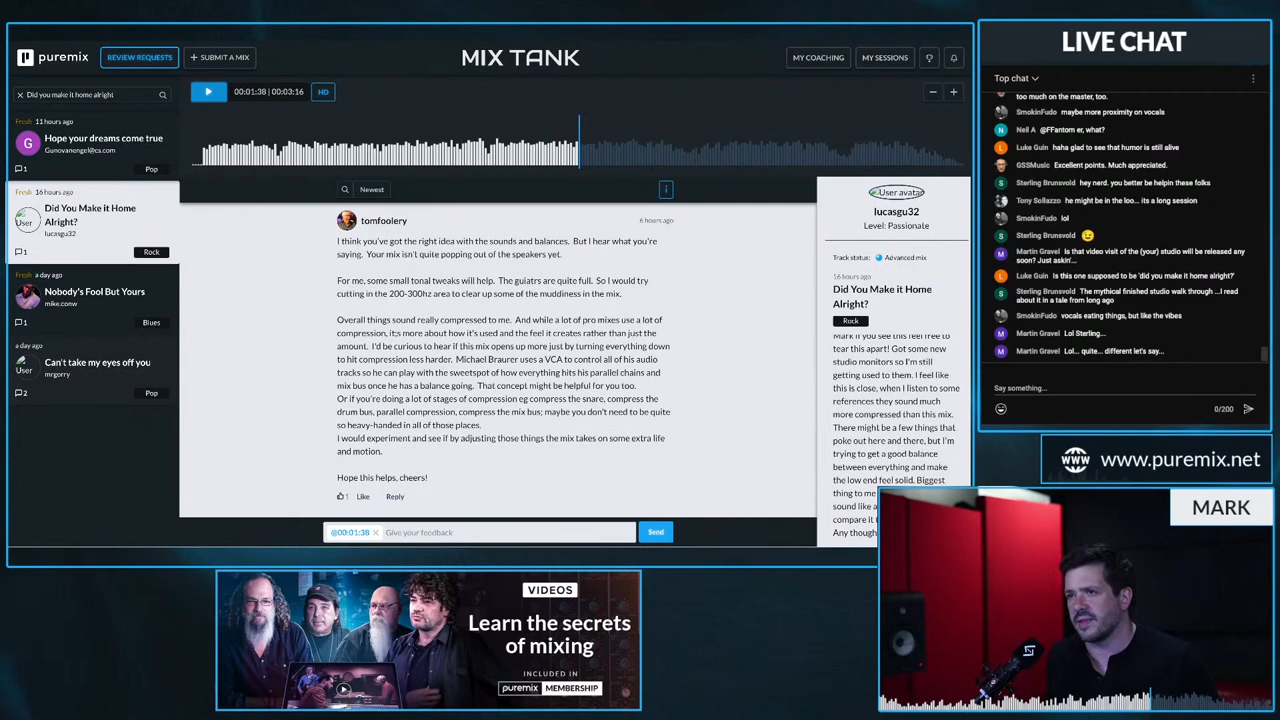 puremix
REVIEW REQUESTS
+ SUBMIT A MIX
MIX TANK
MY COACHING
MY SESSIONS
Did you make it home alright
00:01:38 | 00:03:16
HD
Fresh 11 hours ago
G
Hope your dreams come true
Gunovanengel@cs.com
1
Pop
Fresh 16 hours ago
Did You Make it Home
Alright?
User
lucasgu32
1
Rock
Fresh a day ago
Nobody's Fool But Yours
mike.conw
1
Blues
a day ago
Can't take my eyes off you
User
mrgorry
2
Pop
Newest
tomfoolery
6 hours ago
I think you've got the right idea with the sounds and balances. But I hear what you're
saying. Your mix isn't quite popping out of the speakers yet.
For me, some small tonal tweaks will help. The guiatrs are quite full. So I would try
cutting in the 200-300hz area to clear up some of the muddiness in the mix.
Overall things sound really compressed to me. And while a lot of pro mixes use a lot of
compression, it;s more about how it's used and the feel it creates rather than just the
amount. I'd be curious to hear if this mix opens up more just by turning everything down
to hit compression less harder. Michael Braurer uses a VCA to control all of his audio
tracks so he can play with the sweetspot of how everything hits his parallel chains and
mix bus once he has a balance going. That concept might be helpful for you too.
Or if you're doing a lot of stages of compression eg compress the snare, compress the
drum bus, parallel compression, compress the mix bus; maybe you don't need to be quite
so heavy-handed in all of those places.
I would experiment and see if by adjusting those things the mix takes on some extra life
and motion.
Hope this helps, cheers!
1 Like Reply
@00:01:38 ×
Give your feedback
Send
User avatar
lucasgu32
Level: Passionate
Track status: Advanced mix
16 hours ago
Did You Make it Home
Alright?
Rock
Mark if you see this feel free to
tear this apart! Got some new
studio monitors so I'm still
getting used to them. I feel like
this is close, when I listen to some
references they sound much
more compressed than this mix.
There might be a few things that
poke out here and there, but I'm
trying to get a good balance
between everything and make
the low end feel solid. Biggest
thing to me
sound like a
compare it
Any though
LIVE CHAT
Top chat
too much on the master, too.
SmokinFudo maybe more proximity on vocals
Neil A @FFantom er, what?
Luke Guin haha glad to see that humor is still alive
GSSMusic Excellent points. Much appreciated.
Sterling Brunsvold hey nerd. you better be helpin these folks
Tony Sollazzo he might be in the loo... its a long session
SmokinFudo lol
Sterling Brunsvold 😉
Martin Gravel Is that video visit of the (your) studio will be released any
soon? Just askin'...
Luke Guin Is this one supposed to be 'did you make it home alright?'
Sterling Brunsvold The mythical finished studio walk through ...I read
about it in a tale from long ago
SmokinFudo vocals eating things, but like the vibes
Martin Gravel Lol Sterling...
Martin Gravel Lol... quite... different let's say...
Say something...
0/200
WWW
www.puremix.net
MARK
VIDEOS
Learn the secrets
of mixing
INCLUDED IN
puremix MEMBERSHIP